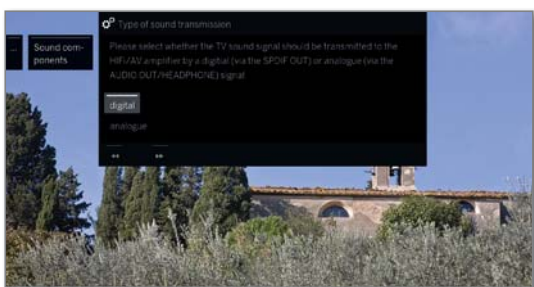 Type of sound transmission
...
Sound com-
ponents
Please select whether the TV sound signal should be transmitted to the
HiFi/AV amplifier by a digital (via the SPDIF OUT) or analogue (via the
AUDIO OUT/HEADPHONE) signal
digital
analogue